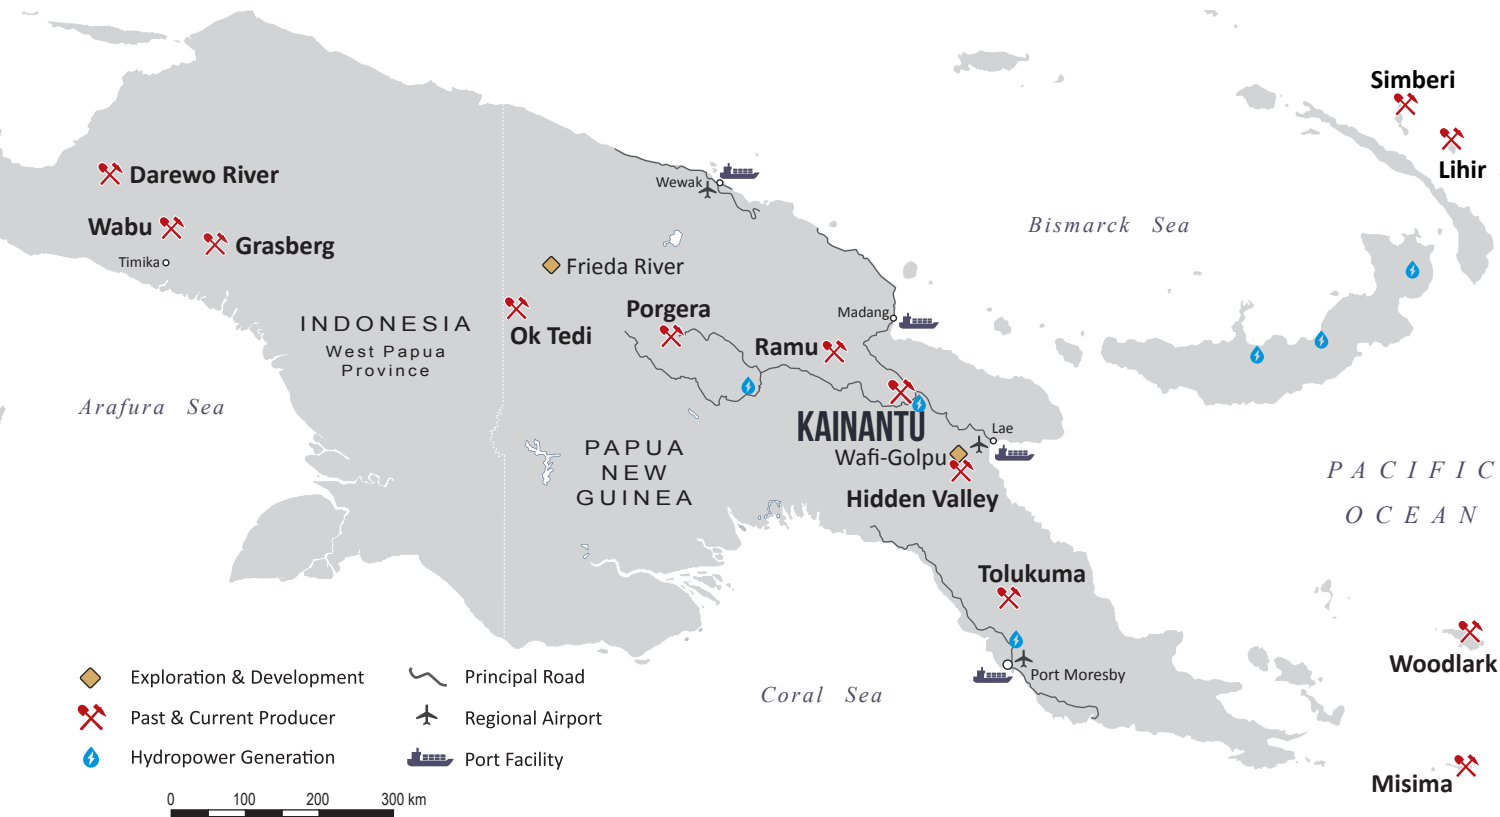 Simberi
Lihir
Darewo River
Wabu
Grasberg
Timika
Wewak
Bismarck Sea
Frieda River
Ok Tedi
Porgera
Madang
Ramu
INDONESIA
West Papua
Province
Arafura Sea
KAINANTU
Lae
Wafi-Golpu
Hidden Valley
PAPUA
NEW
GUINEA
PACIFIC
OCEAN
Tolukuma
Port Moresby
Woodlark
Coral Sea
Misima
Exploration & Development
Past & Current Producer
Hydropower Generation
Principal Road
Regional Airport
Port Facility
0 100 200 300 km